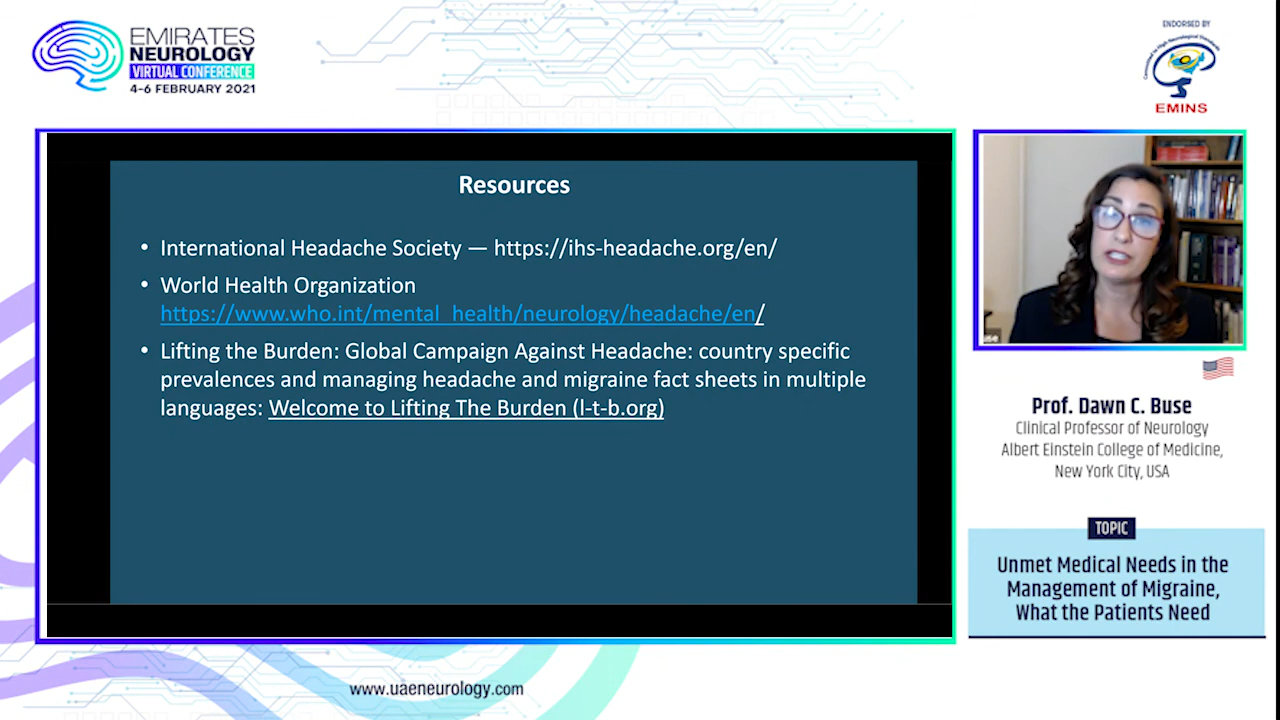 EMIRATES
NEUROLOGY
VIRTUAL CONFERENCE
4-6 FEBRUARY 2021
ENDORSED BY
EMINS
Resources
• International Headache Society — https://ihs-headache.org/en/
• World Health Organization
https://www.who.int/mental_health/neurology/headache/en/
• Lifting the Burden: Global Campaign Against Headache: country specific
prevalences and managing headache and migraine fact sheets in multiple
languages: Welcome to Lifting The Burden (l-t-b.org)
use
Prof. Dawn C. Buse
Clinical Professor of Neurology
Albert Einstein College of Medicine,
New York City, USA
TOPIC
Unmet Medical Needs in the
Management of Migraine,
What the Patients Need
www.uaeneurology.com